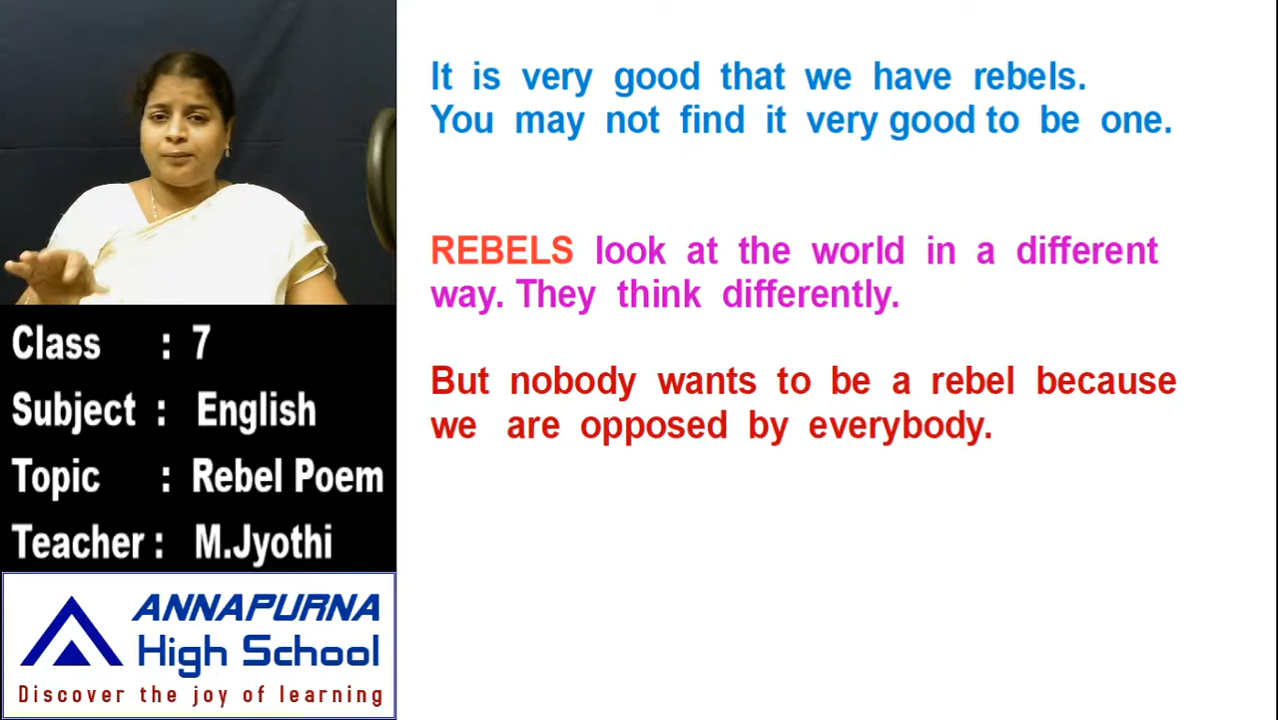 It is very good that we have rebels.
You may not find it very good to be one.
REBELS look at the world in a different
way. They think differently.
But nobody wants to be a rebel because
we are opposed by everybody.
Class : 7
Subject : English
Topic : Rebel Poem
Teacher : M.Jyothi
ANNAPURNA
High School
Discover the joy of learning